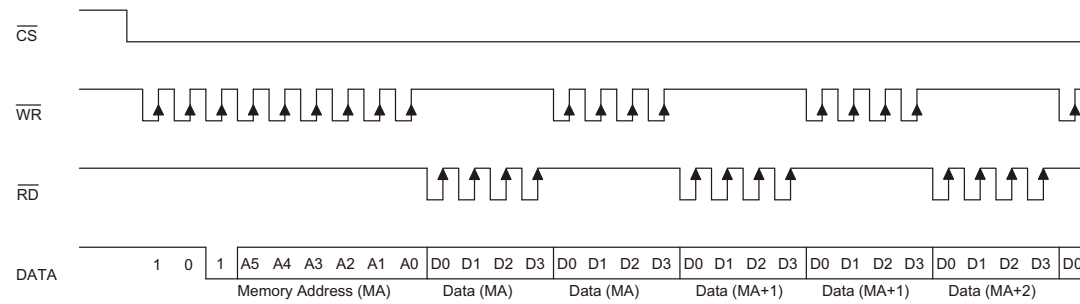 CS
WR
RD
DATA 1 0 1 A5 A4 A3 A2 A1 A0 D0 D1 D2 D3 D0 D1 D2 D3 D0 D1 D2 D3 D0 D1 D2 D3 D0 D1 D2 D3 D0
Memory Address (MA) Data (MA) Data (MA) Data (MA+1) Data (MA+1) Data (MA+2)